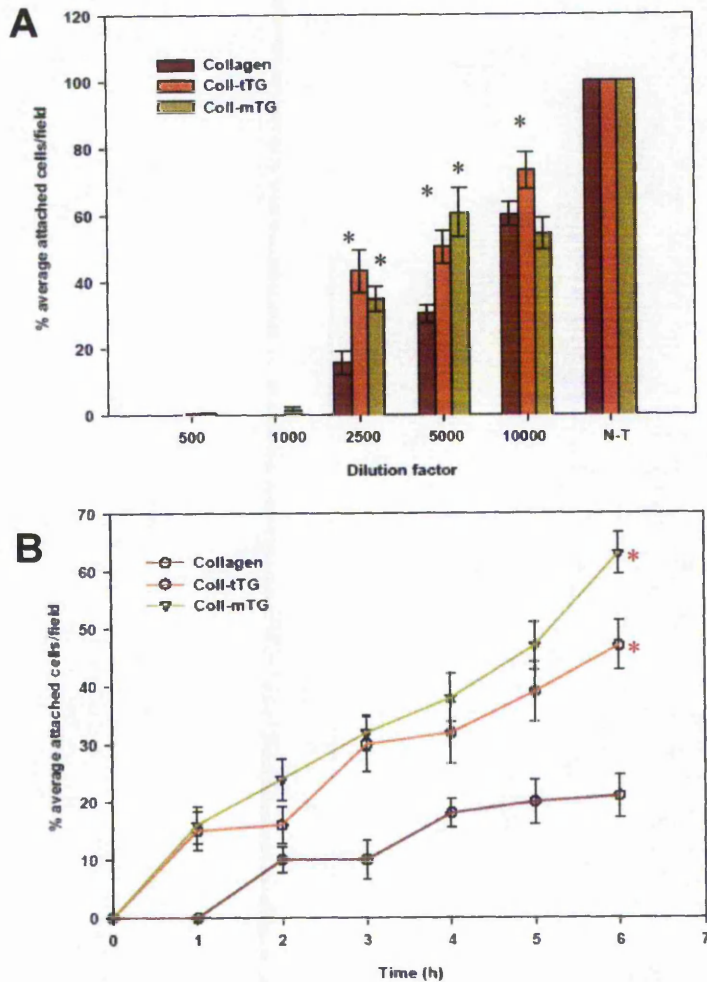 A
120
100
80
60
40
20
0
% average attached cells/field
Collagen
Coll-tTG
Coll-mTG
*
*
*
*
*
500 1000 2500 5000 10000 N-T
Dilution factor
B
70
60
50
40
30
20
10
0
% average attached cells/field
Collagen
Coll-tTG
Coll-mTG
*
*
0 1 2 3 4 5 6 7
Time (h)